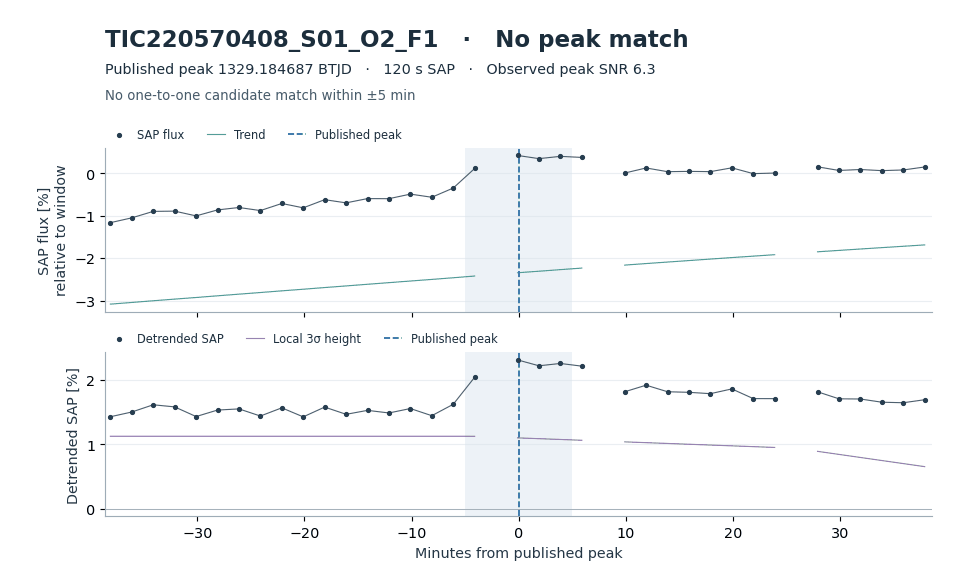 TIC220570408_S01_O2_F1 · No peak match
Published peak 1329.184687 BTJD · 120 s SAP · Observed peak SNR 6.3
No one-to-one candidate match within ±5 min
SAP flux Trend Published peak
SAP flux [%]
relative to window
0
−1
−2
−3
Detrended SAP Local 3σ height Published peak
Detrended SAP [%]
2
1
0
−30 −20 −10 0 10 20 30
Minutes from published peak